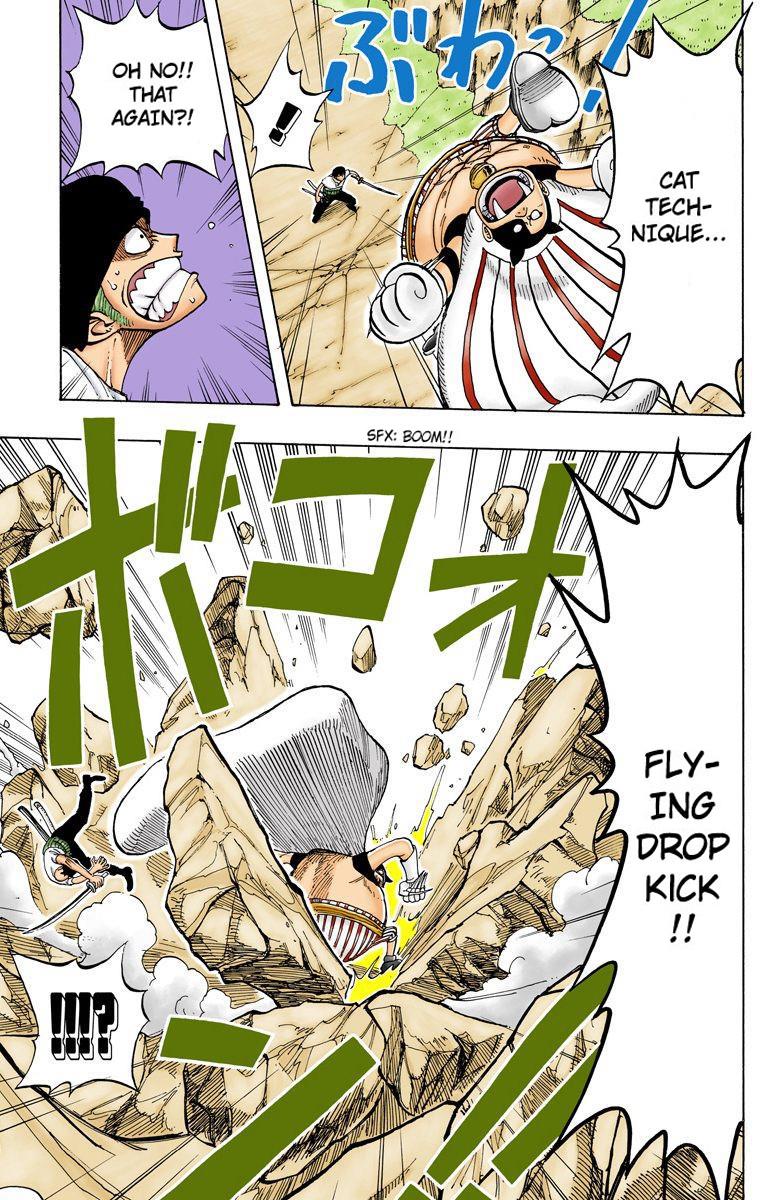 CAT
TECH-
NIQUE...
ぶわっ!
!
OH NO!!
THAT
AGAIN?!
SFX: BOOM!!
FLY-
ING
DROP
KICK
!!
ボコォ
ン!!
!!!?